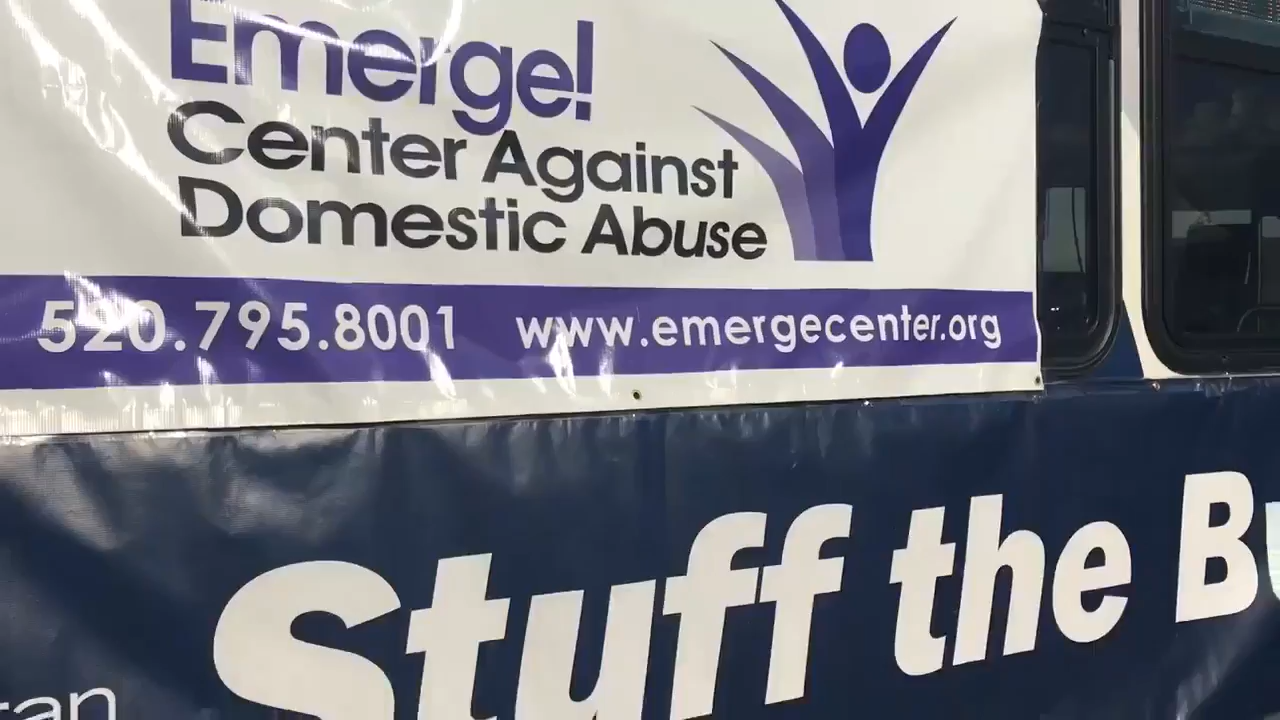 Emerge!
Center Against
Domestic Abuse
520.795.8001 www.emergecenter.org
Stuff the